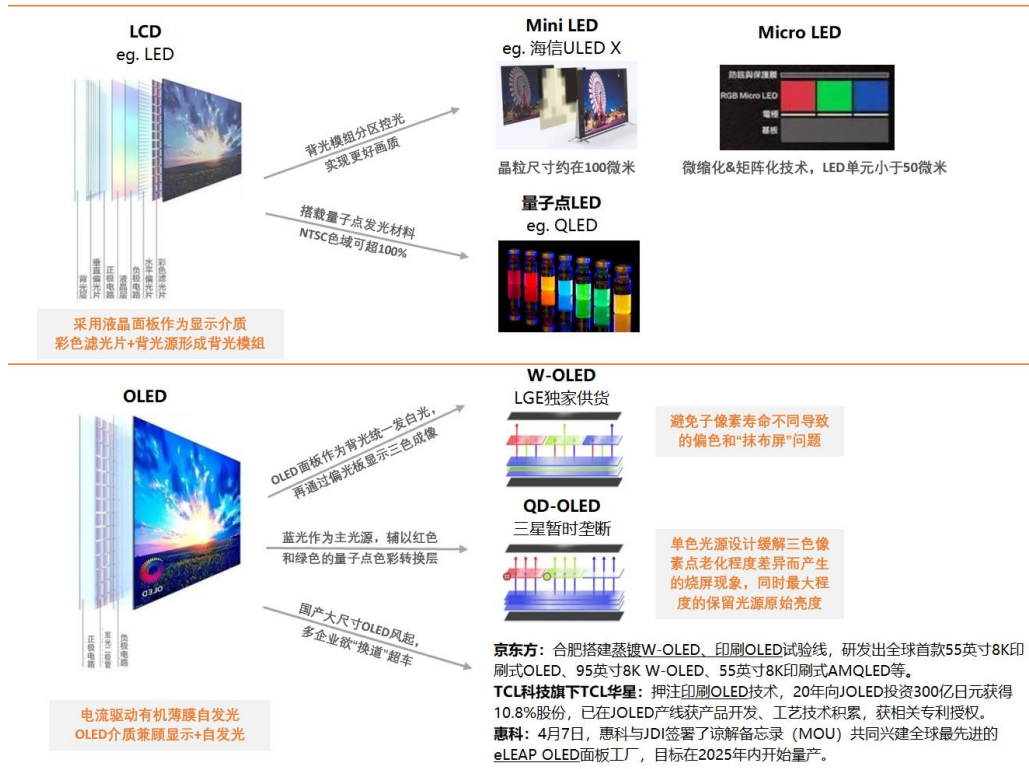 LCD
eg. LED
背光层
垂直偏光片
正极电路
液晶层
负极电路
水平偏光片
彩色滤光片
采用液晶面板作为显示介质
彩色滤光片+背光源形成背光模组
背光模组分区控光
实现更好画质
搭载量子点发光材料
NTSC色域可超100%
Mini LED
eg. 海信ULED X
晶粒尺寸约在100微米
Micro LED
防眩與保護膜
RGB Micro LED
電極
基板
微缩化&矩阵化技术，LED单元小于50微米
量子点LED
eg. QLED
OLED
OLED
正极电路
发光二极管
负极电路
电流驱动有机薄膜自发光
OLED介质兼顾显示+自发光
OLED面板作为背光统一发白光，
再通过偏光板显示三色成像
蓝光作为主光源，辅以红色
和绿色的量子点色彩转换层
国产大尺寸OLED风起，
多企业欲“换道”超车
W-OLED
LGE独家供货
避免子像素寿命不同导致
的偏色和“抹布屏”问题
QD-OLED
三星暂时垄断
单色光源设计缓解三色像
素点老化程度差异而产生
的烧屏现象，同时最大程
度的保留光源原始亮度
京东方：合肥搭建蒸镀W-OLED、印刷OLED试验线，研发出全球首款55英寸8K印
刷式OLED、95英寸8K W-OLED、55英寸8K印刷式AMQLED等。
TCL科技旗下TCL华星：押注印刷OLED技术，20年向JOLED投资300亿日元获得
10.8%股份，已在JOLED产线获产品开发、工艺技术积累，获相关专利授权。
惠科：4月7日，惠科与JDI签署了谅解备忘录（MOU）共同兴建全球最先进的
eLEAP OLED面板工厂，目标在2025年内开始量产。